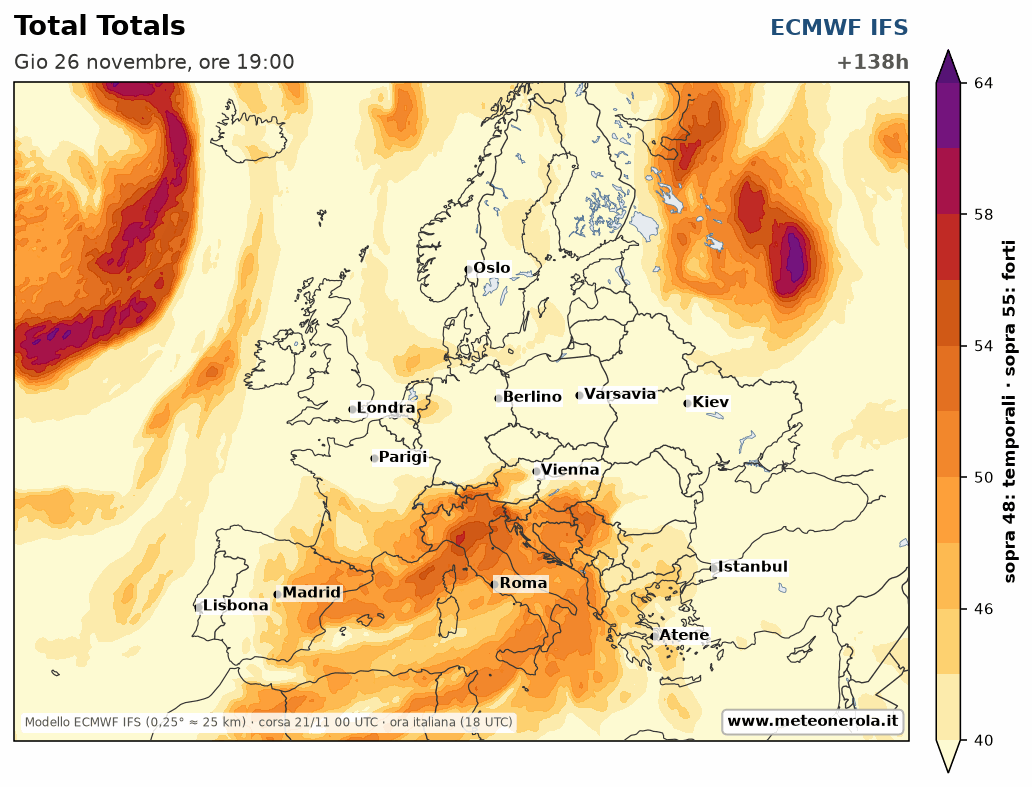 Total Totals
ECMWF IFS
Gio 26 novembre, ore 19:00
+138h
64
58
54
50
46
40
sopra 48: temporali · sopra 55: forti
Oslo
Berlino
Varsavia
Kiev
Londra
Parigi
Vienna
Istanbul
Roma
Madrid
Lisbona
Atene
Modello ECMWF IFS (0,25° ≈ 25 km) · corsa 21/11 00 UTC · ora italiana (18 UTC)
www.meteonerola.it